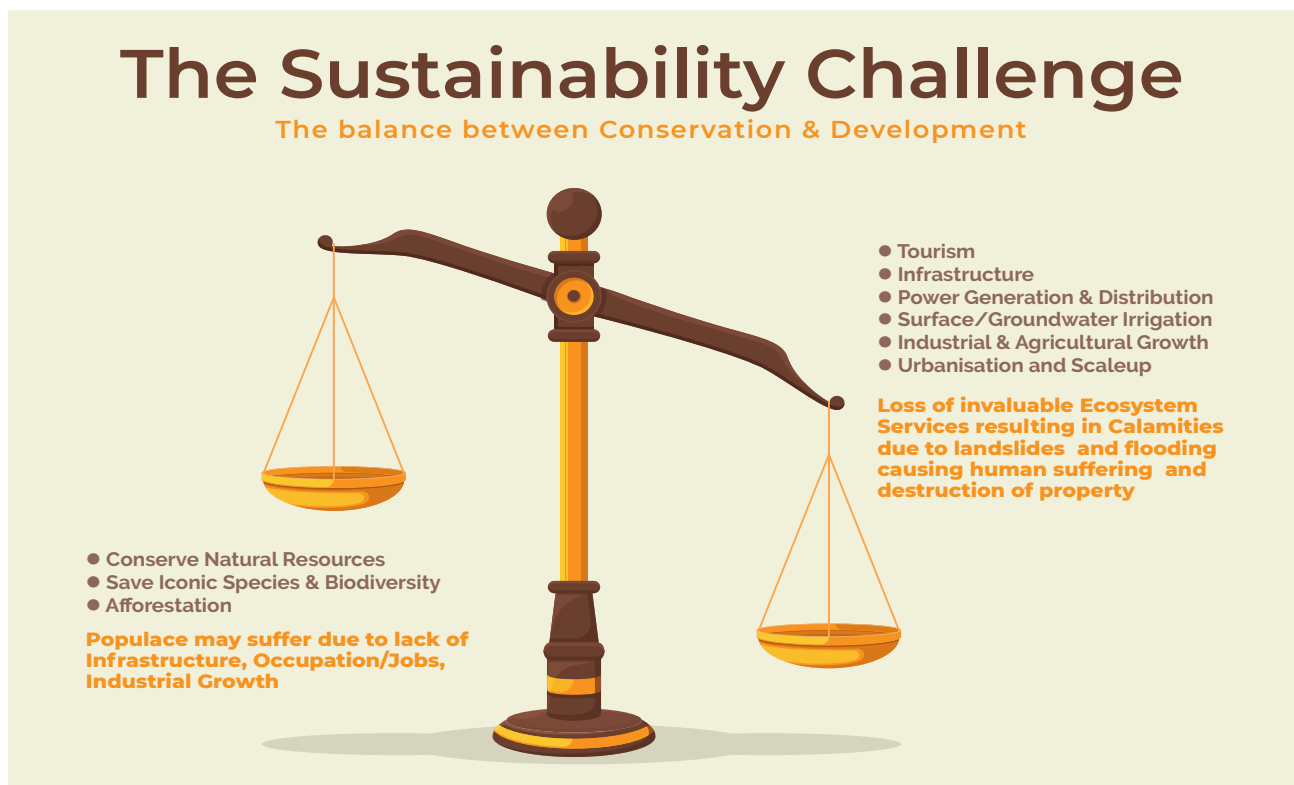 The Sustainability Challenge
The balance between Conservation & Development
● Tourism
● Infrastructure
● Power Generation & Distribution
● Surface/Groundwater Irrigation
● Industrial & Agricultural Growth
● Urbanisation and Scaleup
Loss of invaluable Ecosystem
Services resulting in Calamities
due to landslides  and flooding
causing human suffering  and
destruction of property
● Conserve Natural Resources
● Save Iconic Species & Biodiversity
● Afforestation
Populace may suffer due to lack of
Infrastructure, Occupation/Jobs,
Industrial Growth